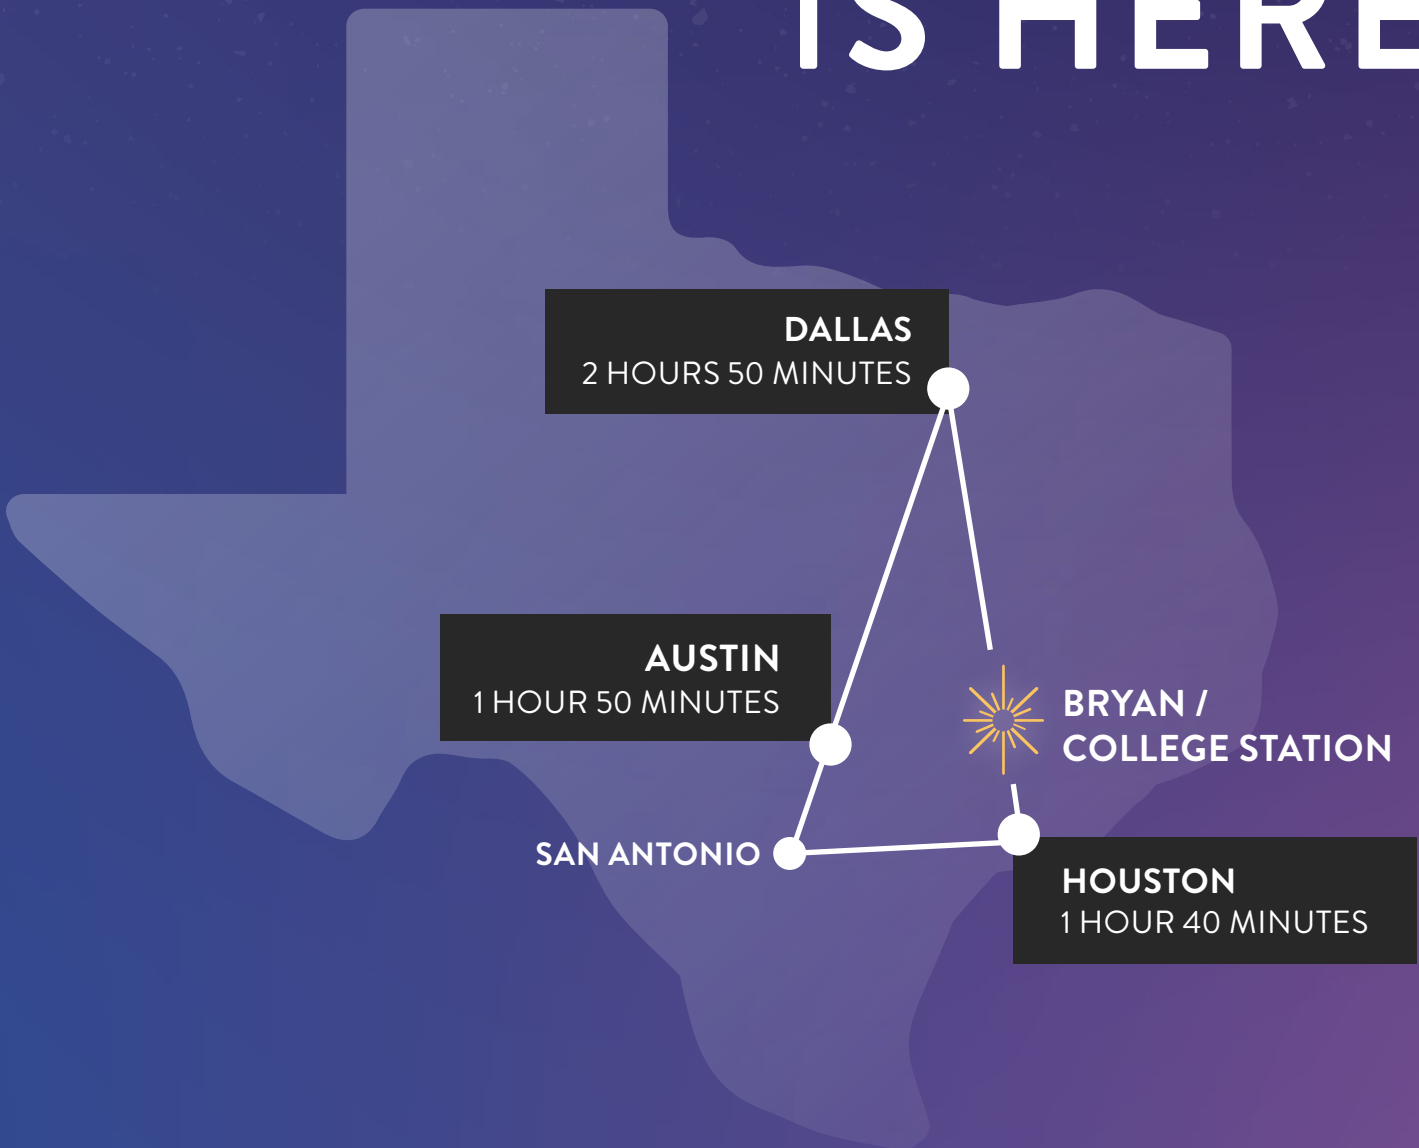 IS HERE
DALLAS
2 HOURS 50 MINUTES
AUSTIN
1 HOUR 50 MINUTES
BRYAN /
COLLEGE STATION
SAN ANTONIO
HOUSTON
1 HOUR 40 MINUTES